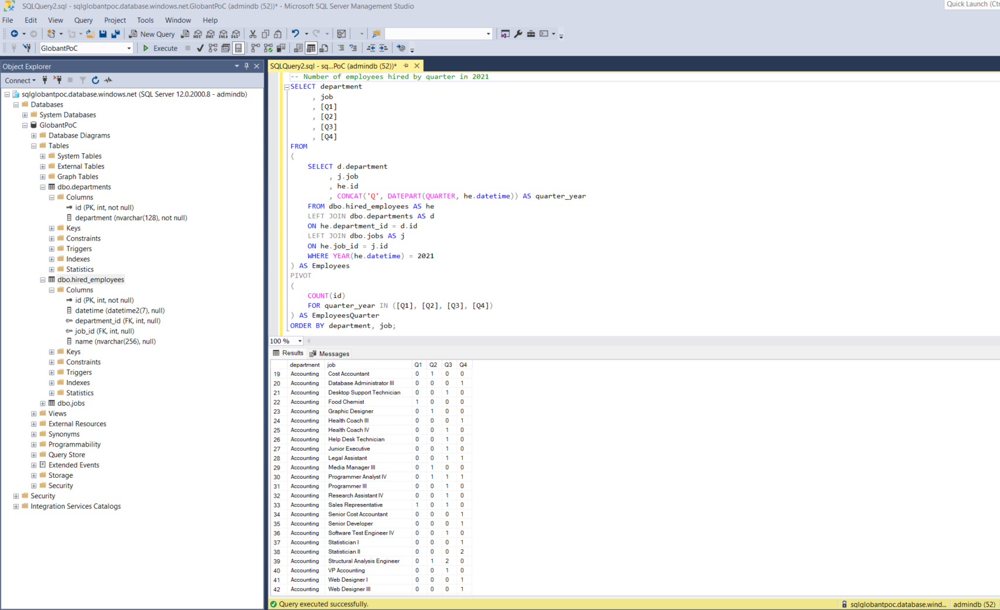 SQLQuery2.sql - sqlglobantpoc.database.windows.net.GlobantPoC (admindb (52))* - Microsoft SQL Server Management Studio
Quick Launch (Ctr
File Edit View Query Project Tools Window Help
New Query
GlobantPoC
Execute
Object Explorer
Connect
sqlglobantpoc.database.windows.net (SQL Server 12.0.2000.8 - admindb)
Databases
System Databases
GlobantPoC
Database Diagrams
Tables
System Tables
External Tables
Graph Tables
dbo.departments
Columns
id (PK, int, not null)
department (nvarchar(128), not null)
Keys
Constraints
Triggers
Indexes
Statistics
dbo.hired_employees
Columns
id (PK, int, not null)
datetime (datetime2(7), null)
department_id (FK, int, null)
job_id (FK, int, null)
name (nvarchar(256), null)
Keys
Constraints
Triggers
Indexes
Statistics
dbo.jobs
Views
External Resources
Synonyms
Programmability
Query Store
Extended Events
Storage
Security
Security
Integration Services Catalogs
SQLQuery2.sql - sq...PoC (admindb (52))*
-- Number of employees hired by quarter in 2021
SELECT department
, job
, [Q1]
, [Q2]
, [Q3]
, [Q4]
FROM
(
SELECT d.department
, j.job
, he.id
, CONCAT('Q', DATEPART(QUARTER, he.datetime)) AS quarter_year
FROM dbo.hired_employees AS he
LEFT JOIN dbo.departments AS d
ON he.department_id = d.id
LEFT JOIN dbo.jobs AS j
ON he.job_id = j.id
WHERE YEAR(he.datetime) = 2021
) AS Employees
PIVOT
(
COUNT(id)
FOR quarter_year IN ([Q1], [Q2], [Q3], [Q4])
) AS EmployeesQuarter
ORDER BY department, job;
100 %
Results Messages
department job Q1 Q2 Q3 Q4
19 Accounting Cost Accountant 0 1 0 0
20 Accounting Database Administrator III 0 0 0 1
21 Accounting Desktop Support Technician 0 0 1 0
22 Accounting Food Chemist 1 0 0 0
23 Accounting Graphic Designer 0 1 0 0
24 Accounting Health Coach III 0 0 0 1
25 Accounting Health Coach IV 0 0 1 0
26 Accounting Help Desk Technician 0 0 1 0
27 Accounting Junior Executive 0 0 1 0
28 Accounting Legal Assistant 0 0 1 1
29 Accounting Media Manager III 0 1 0 0
30 Accounting Programmer Analyst IV 0 1 1 1
31 Accounting Programmer III 0 0 1 0
32 Accounting Research Assistant IV 0 0 1 0
33 Accounting Sales Representative 1 0 1 0
34 Accounting Senior Cost Accountant 0 0 0 1
35 Accounting Senior Developer 0 0 0 1
36 Accounting Software Test Engineer IV 0 0 1 0
37 Accounting Statistician I 0 0 0 1
38 Accounting Statistician II 0 0 0 2
39 Accounting Structural Analysis Engineer 0 1 2 0
40 Accounting VP Accounting 0 0 1 0
41 Accounting Web Designer I 0 0 0 1
42 Accounting Web Designer III 0 0 0 1
Query executed successfully.
sqlglobantpoc.database.wind... admindb (52)